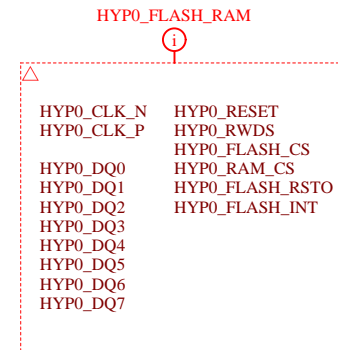 HYP0_FLASH_RAM
i
HYP0_CLK_N HYP0_RESET
HYP0_CLK_P HYP0_RWDS
HYP0_FLASH_CS
HYP0_DQ0 HYP0_RAM_CS
HYP0_DQ1 HYP0_FLASH_RSTO
HYP0_DQ2 HYP0_FLASH_INT
HYP0_DQ3
HYP0_DQ4
HYP0_DQ5
HYP0_DQ6
HYP0_DQ7